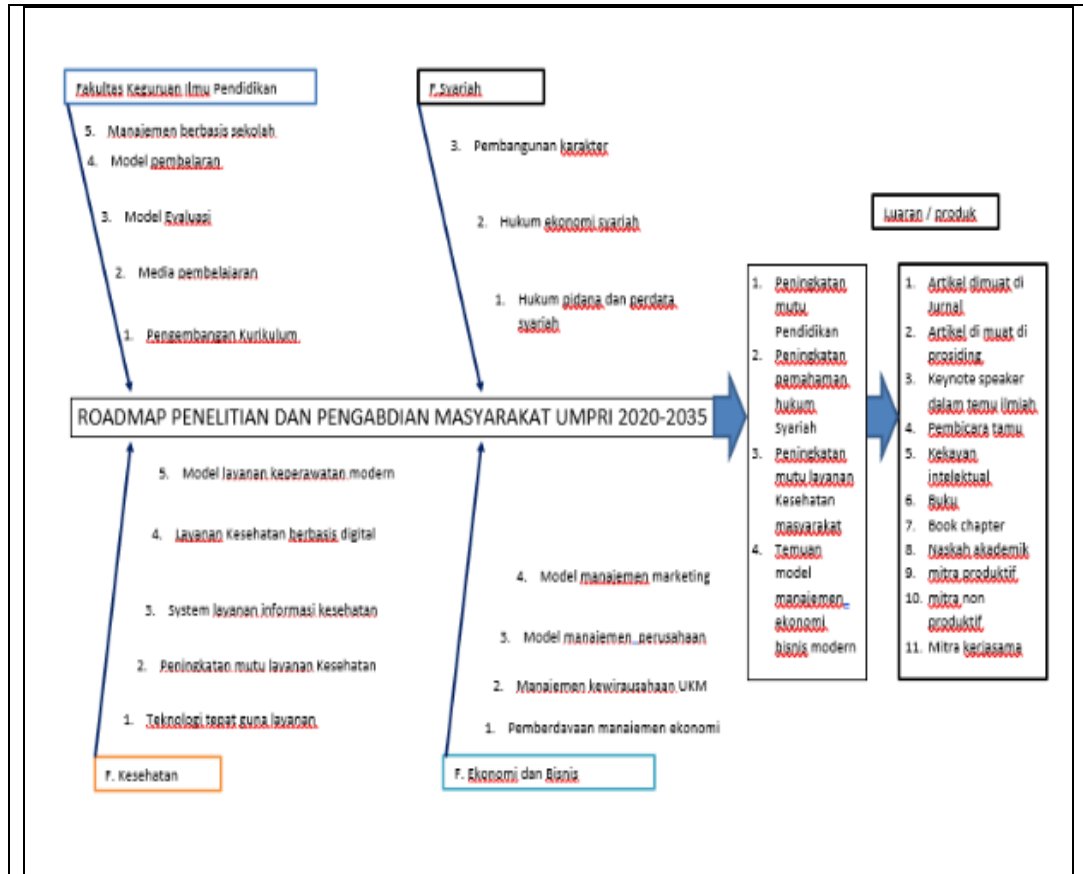 Fakultas Keguruan Ilmu Pendidikan
5. Manajemen berbasis sekolah
4. Model pembelaran
3. Model Evaluasi
2. Media pembelajaran
1. Pengembangan Kurikulum
F.Syariah
3. Pembangunan karakter
2. Hukum ekonomi syariah
1. Hukum pidana dan perdata
syariah
ROADMAP PENELITIAN DAN PENGABDIAN MASYARAKAT UMPRI 2020-2035
5. Model layanan keperawatan modern
4. Layanan Kesehatan berbasis digital
3. System layanan informasi kesehatan
2. Peningkatan mutu layanan Kesehatan
1. Teknologi tepat guna layanan
F. Kesehatan
4. Model manajemen marketing
3. Model manajemen perusahaan
2. Manajemen kewirausahaan UKM
1. Pemberdayaan manajemen ekonomi
F. Ekonomi dan Bisnis
1. Peningkatan
mutu
Pendidikan
2. Peningkatan
pemahaman
hukum
Syariah
3. Peningkatan
mutu layanan
Kesehatan
masyarakat
4. Temuan
model
manajemen
ekonomi
bisnis modern
Luaran / produk
1. Artikel dimuat di
Jurnal
2. Artikel di muat di
prosiding
3. Keynote speaker
dalam temu ilmiah
4. Pembicara tamu
5. Kekayan
intelektual
6. Buku
7. Book chapter
8. Naskah akademik
9. mitra produktif
10. mitra non
produktif
11. Mitra kerjasama